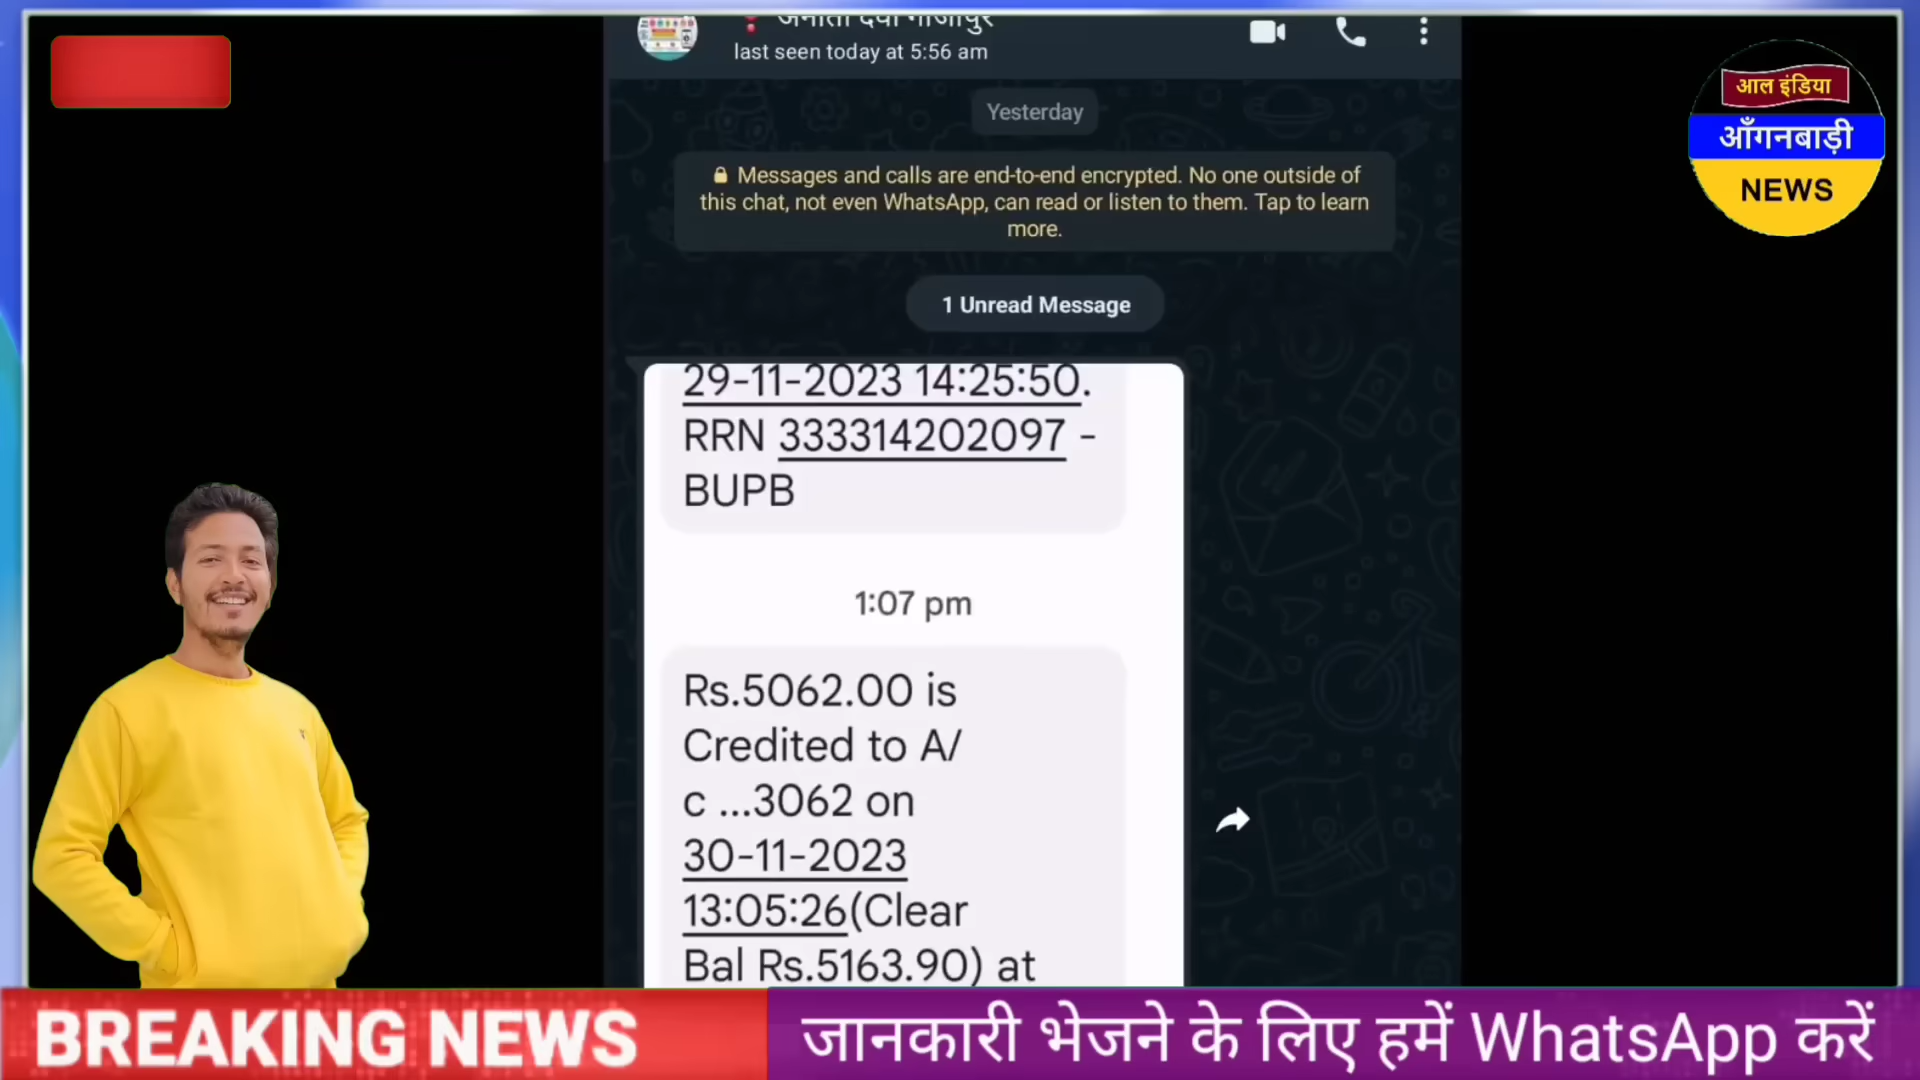 last seen today at 5:56 am
Yesterday
Messages and calls are end-to-end encrypted. No one outside of
this chat, not even WhatsApp, can read or listen to them. Tap to learn
more.
1 Unread Message
29-11-2023 14:25:50.
RRN 333314202097 -
BUPB
1:07 pm
Rs.5062.00 is
Credited to A/
c ...3062 on
30-11-2023
13:05:26(Clear
Bal Rs.5163.90) at
आल इंडिया
आँगनबाड़ी
NEWS
BREAKING NEWS
जानकारी भेजने के लिए हमें WhatsApp करें